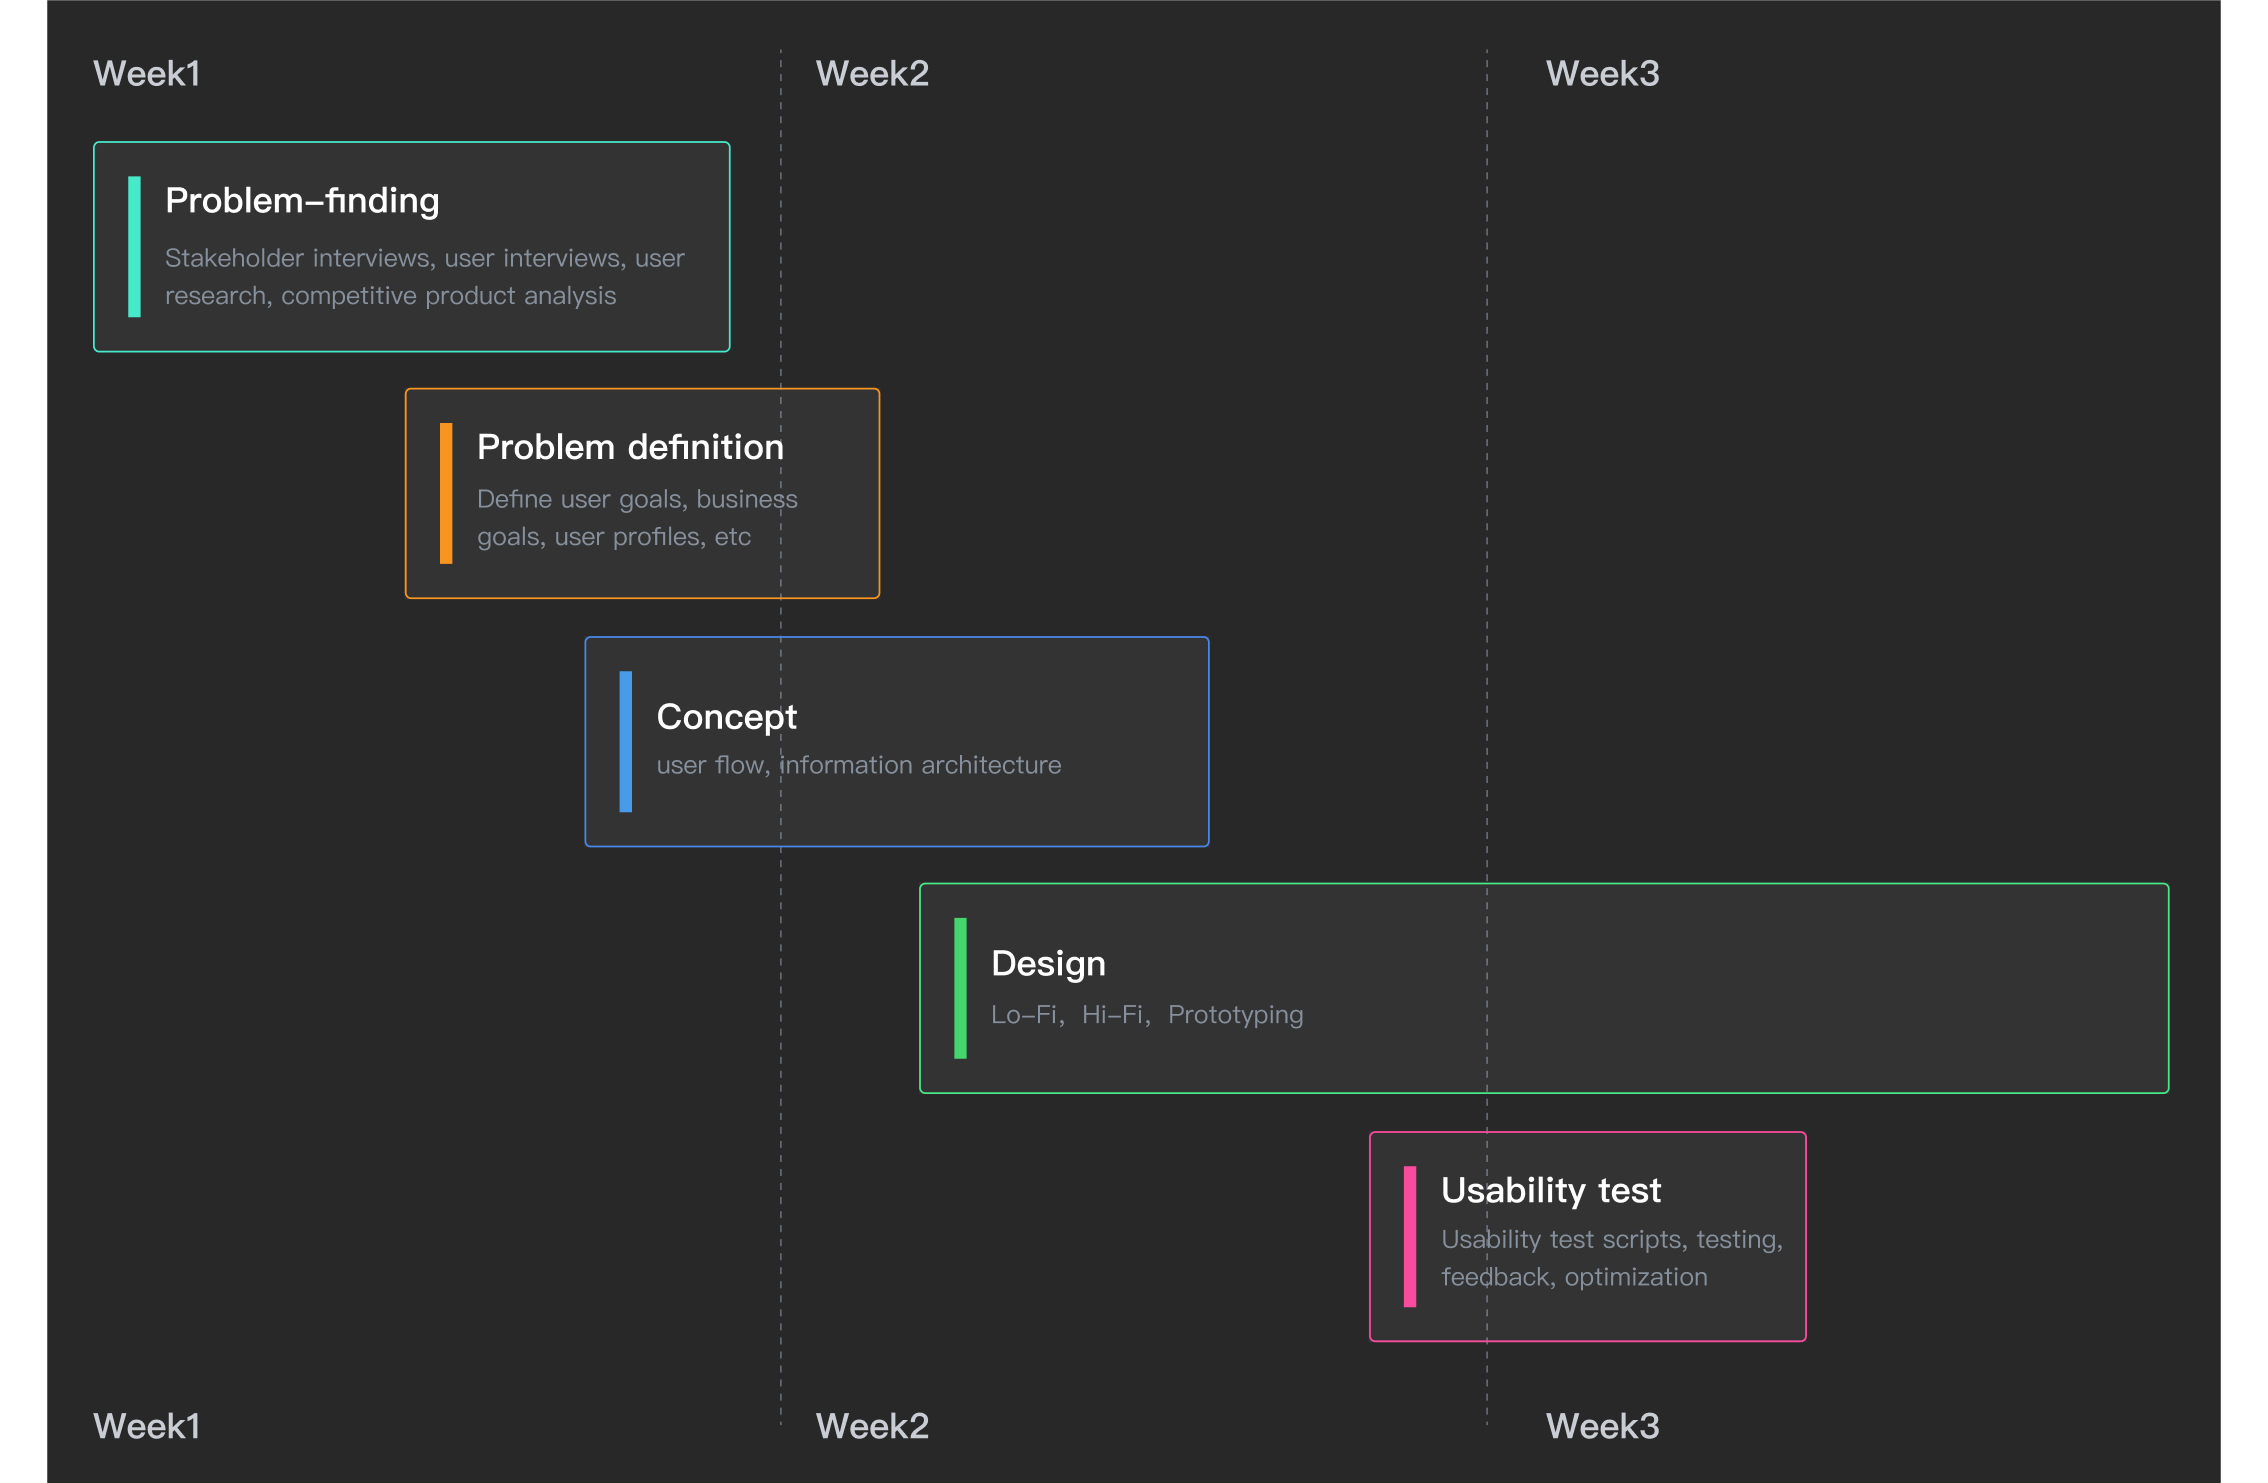 Week1
Week2
Week3
Problem-finding
Stakeholder interviews, user interviews, user
research, competitive product analysis
Problem definition
Define user goals, business
goals, user profiles, etc
Concept
user flow, information architecture
Design
Lo-Fi, Hi-Fi, Prototyping
Usability test
Usability test scripts, testing,
feedback, optimization
Week1
Week2
Week3